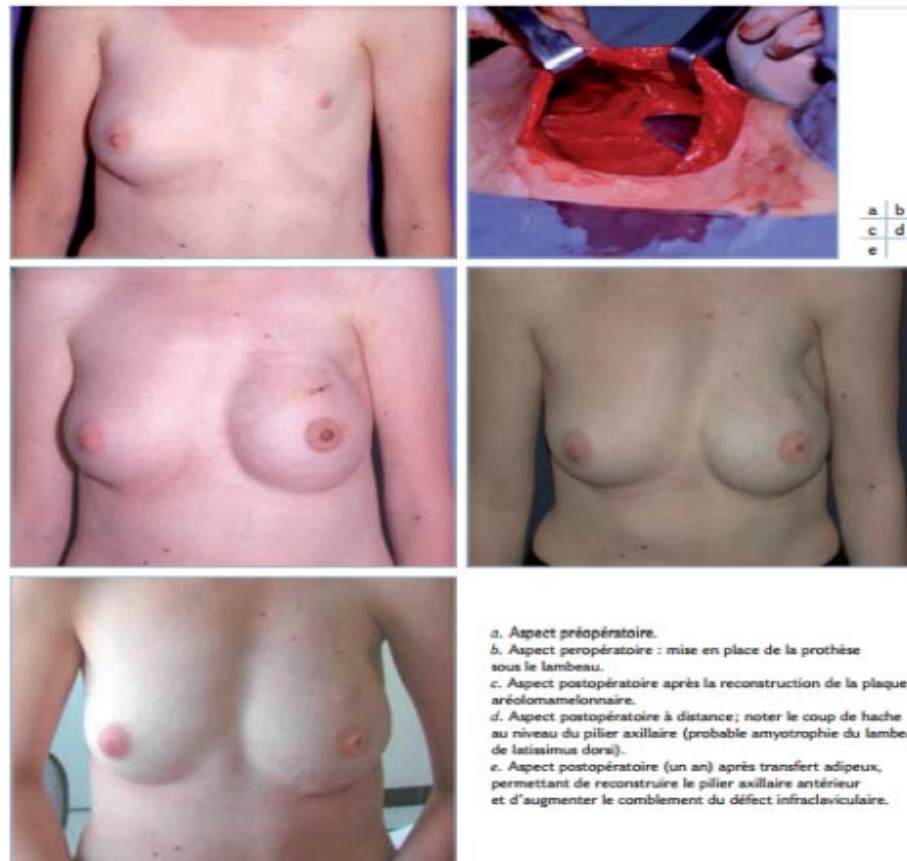 a b
c d
e
a. Aspect préopératoire.
b. Aspect peropératoire : mise en place de la prothèse
sous le lambeau.
c. Aspect postopératoire après la reconstruction de la plaque
aréolomamelonnaire.
d. Aspect postopératoire à distance; noter le coup de hache
au niveau du pilier axillaire (probable amyotrophie du lambea
de latissimus dorsi).
e. Aspect postopératoire (un an) après transfert adipeux,
permettant de reconstruire le pilier axillaire antérieur
et d'augmenter le comblement du défect infraclaviculaire.